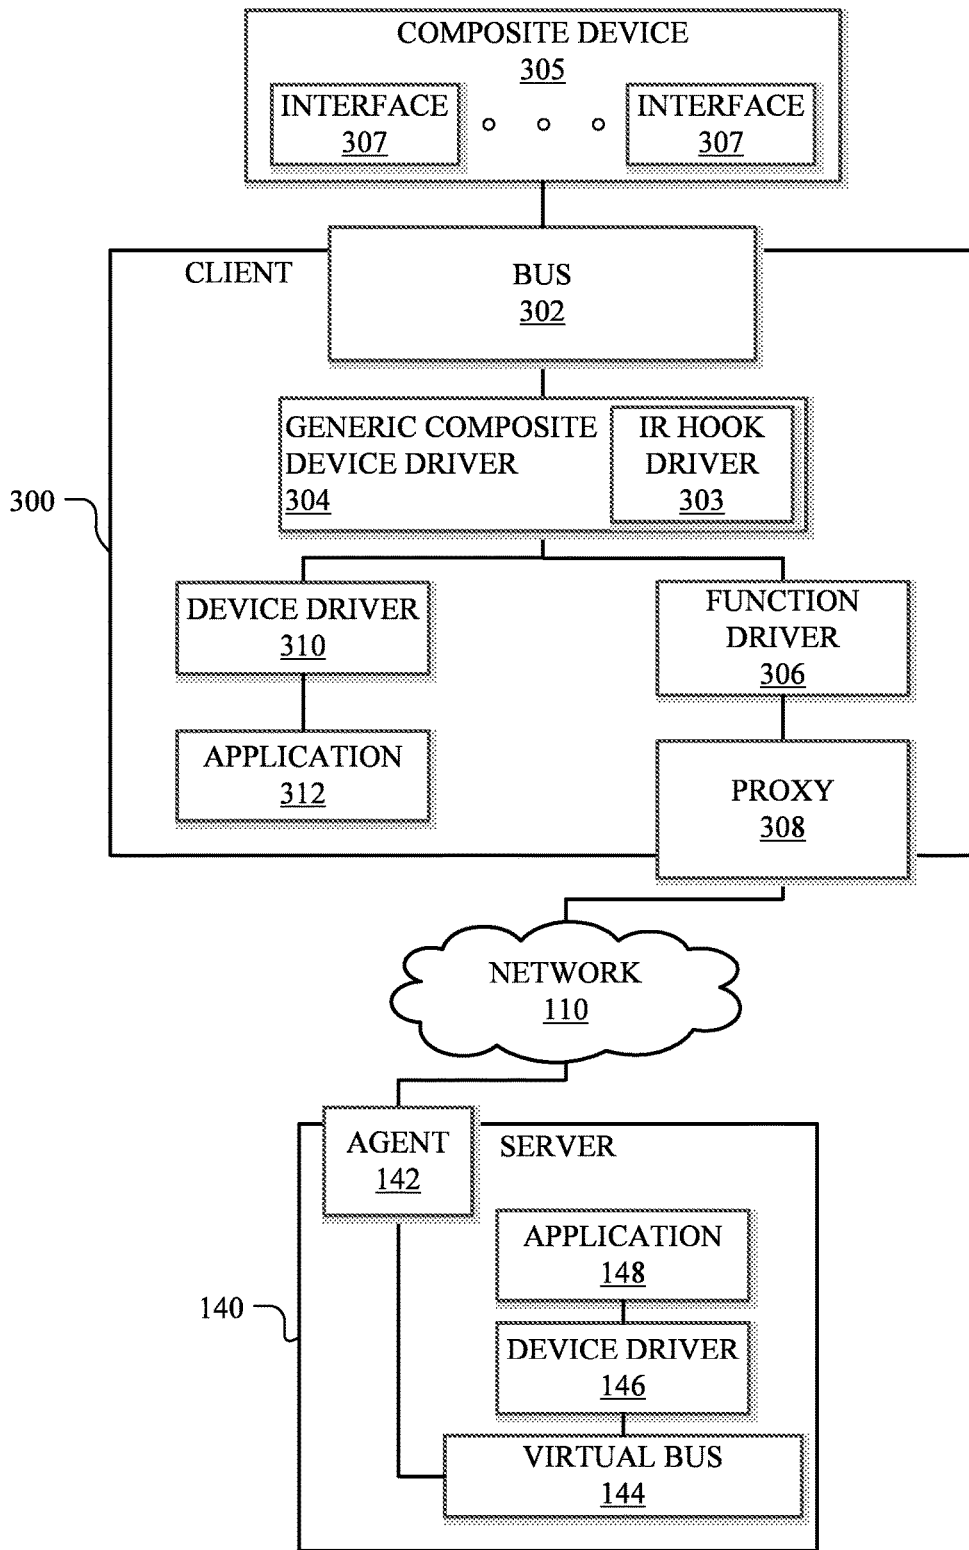 COMPOSITE DEVICE
305
INTERFACE
307
INTERFACE
307
CLIENT
BUS
302
GENERIC COMPOSITE
DEVICE DRIVER
304
IR HOOK
DRIVER
303
300
DEVICE DRIVER
310
FUNCTION
DRIVER
306
APPLICATION
312
PROXY
308
NETWORK
110
AGENT
142
SERVER
APPLICATION
148
140
DEVICE DRIVER
146
VIRTUAL BUS
144